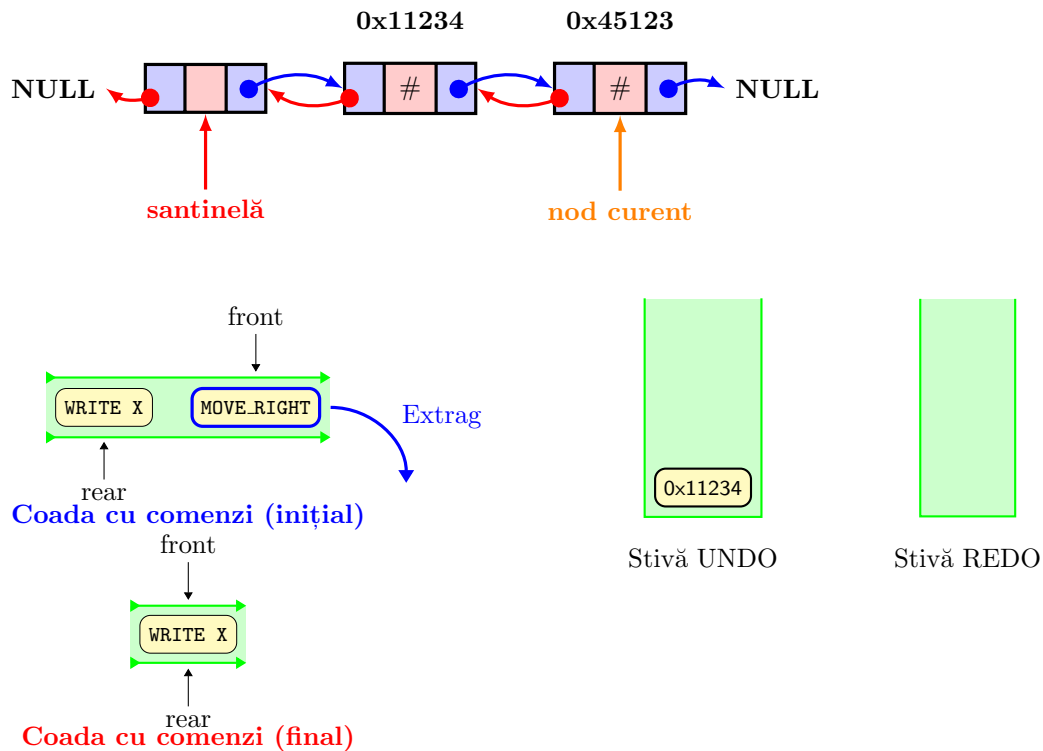 0x11234 0x45123
NULL # # NULL
santinelă nod curent
front
WRITE X MOVE_RIGHT Extrag
rear
Coada cu comenzi (inițial)
0x11234
Stivă UNDO Stivă REDO
front
WRITE X
rear
Coada cu comenzi (final)